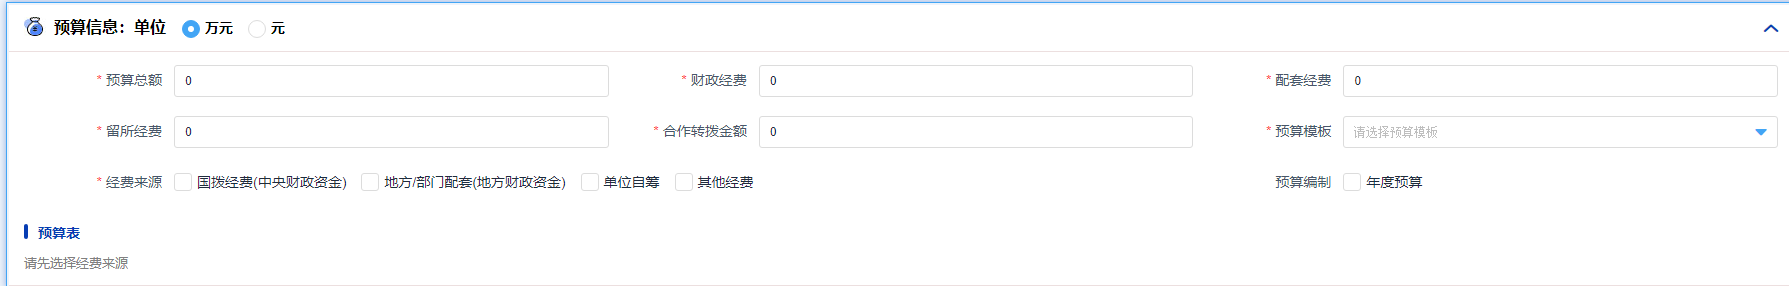 预算信息：单位 万元 元
* 预算总额 0 * 财政经费 0 * 配套经费 0
* 留所经费 0 * 合作转拨金额 0 * 预算模板 请选择预算模板
* 经费来源 国拨经费(中央财政资金) 地方/部门配套(地方财政资金) 单位自筹 其他经费 预算编制 年度预算
预算表
请先选择经费来源